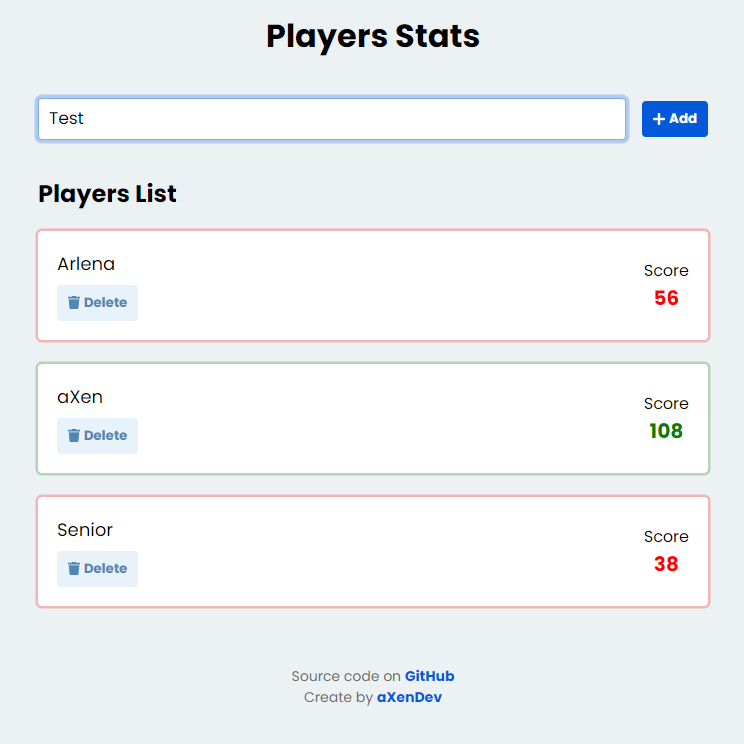 Players Stats
Test
Add
Players List
Arlena
Score
Delete
56
aXen
Score
Delete
108
Senior
Score
Delete
38
Source code on GitHub
Create by aXenDev